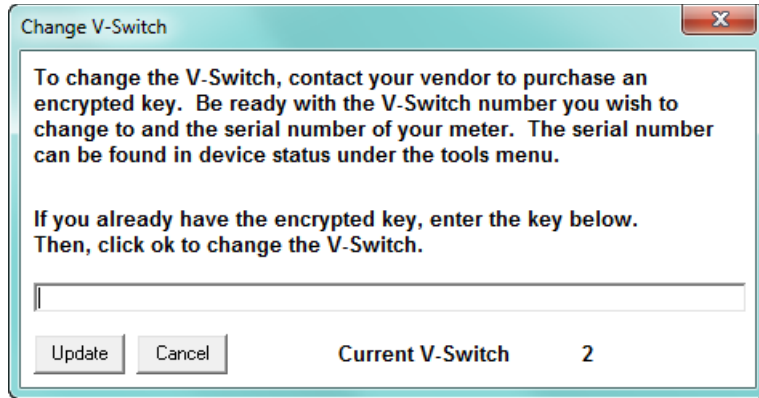 Change V-Switch
To change the V-Switch, contact your vendor to purchase an
encrypted key.  Be ready with the V-Switch number you wish to
change to and the serial number of your meter.  The serial number
can be found in device status under the tools menu.
If you already have the encrypted key, enter the key below.
Then, click ok to change the V-Switch.
Update Cancel Current V-Switch 2